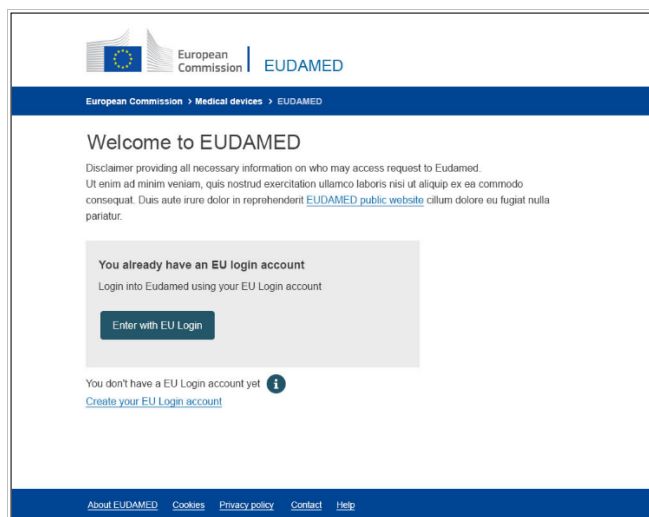 European
Commission
EUDAMED
European Commission > Medical devices > EUDAMED
Welcome to EUDAMED
Disclaimer providing all necessary information on who may access request to Eudamed.
Ut enim ad minim veniam, quis nostrud exercitation ullamco laboris nisi ut aliquip ex ea commodo
consequat. Duis aute irure dolor in reprehenderit EUDAMED public website cillum dolore eu fugiat nulla
pariatur.
You already have an EU login account
Login into Eudamed using your EU Login account
Enter with EU Login
You don't have a EU Login account yet i
Create your EU Login account
About EUDAMED Cookies Privacy policy Contact Help